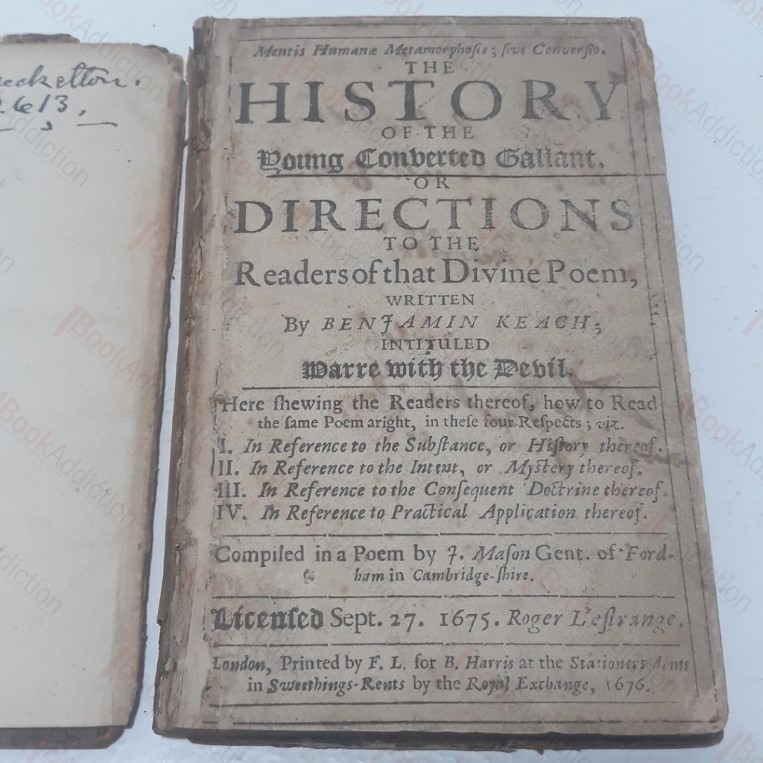 2613,
Mentis Humanæ Metamorphosis; sive Conversio.
THE
HISTORY
OF THE
Young Converted Gallant.
OR
DIRECTIONS
TO THE
Readers of that Divine Poem,
WRITTEN
By BENJAMIN KEACH;
INTITULED
Warre with the Devil.
Here shewing the Readers thereof, how to Read
the same Poem aright, in these four Respects; viz.
I. In Reference to the Substance, or History thereof.
II. In Reference to the Intent, or Mystery thereof.
III. In Reference to the Consequent Doctrine thereof.
IV. In Reference to Practical Application thereof.
Compiled in a Poem by J. Mason Gent. of Ford-
ham in Cambridge-shire.
Licensed Sept. 27. 1675. Roger L'estrange.
London, Printed by F. L. for B. Harris at the Stationers Arms
in Sweethings-Rents by the Royal Exchange, 1676.
BookAddiction